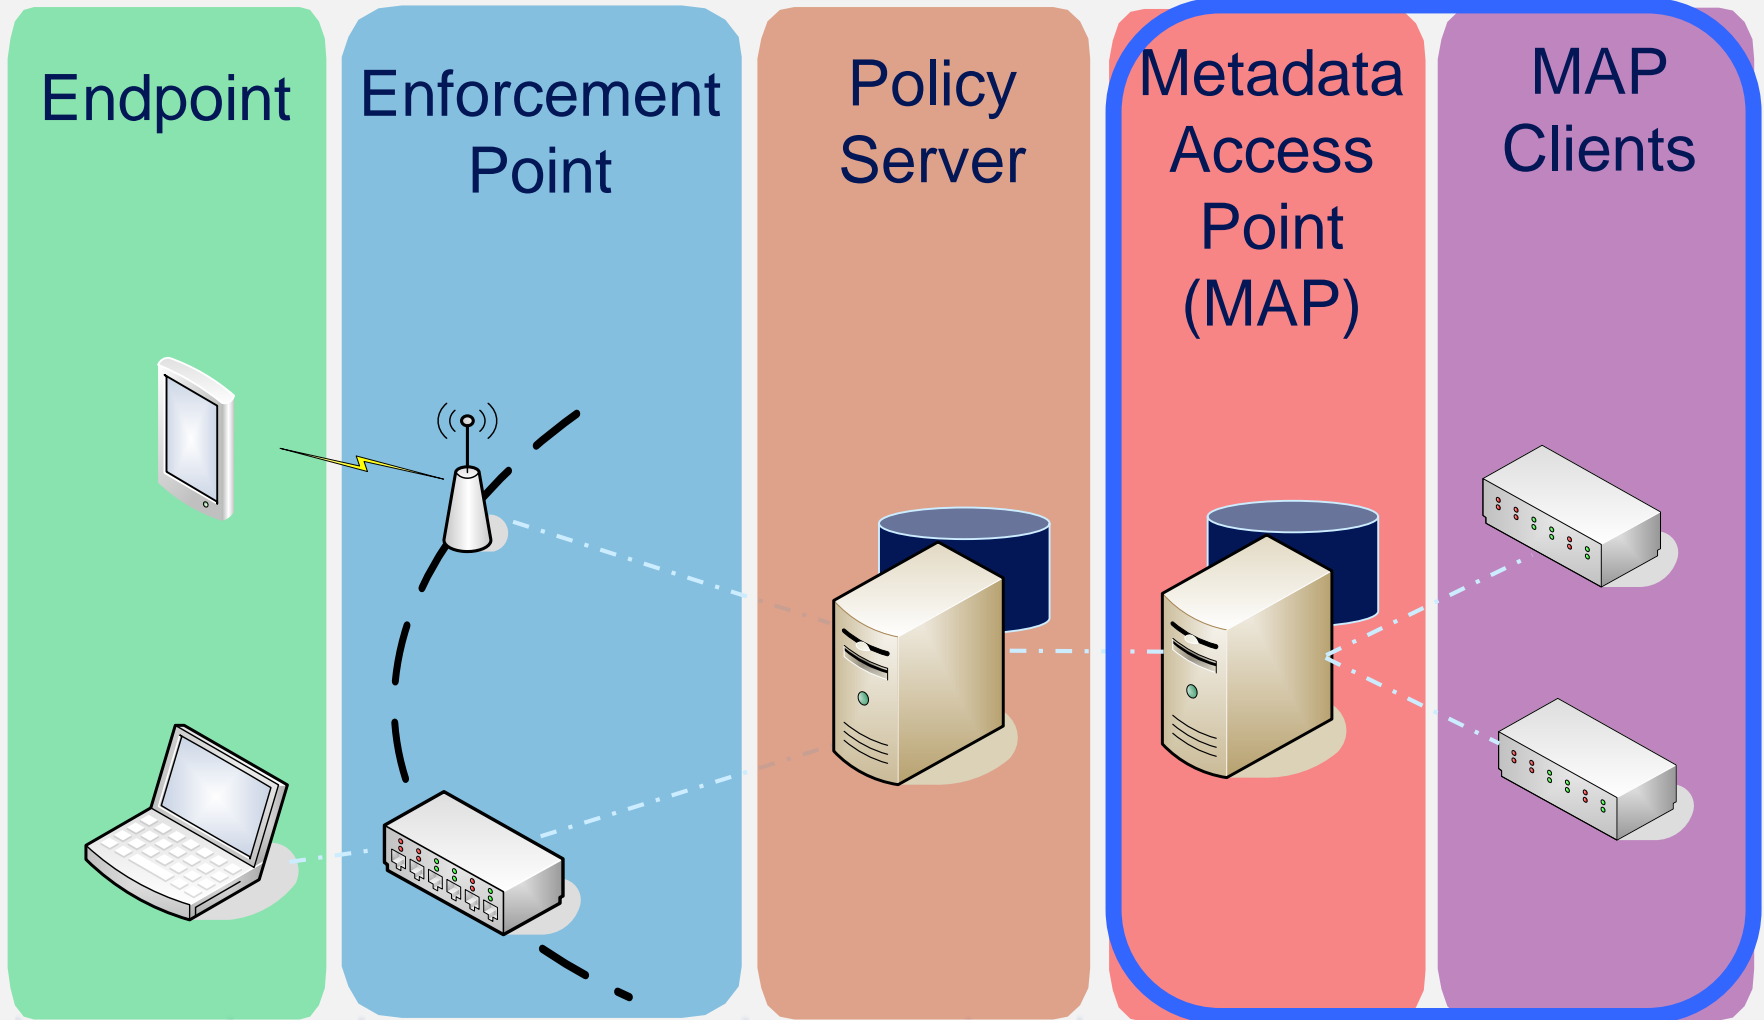 Endpoint
Enforcement
Point
Policy
Server
Metadata
Access
Point
(MAP)
MAP
Clients